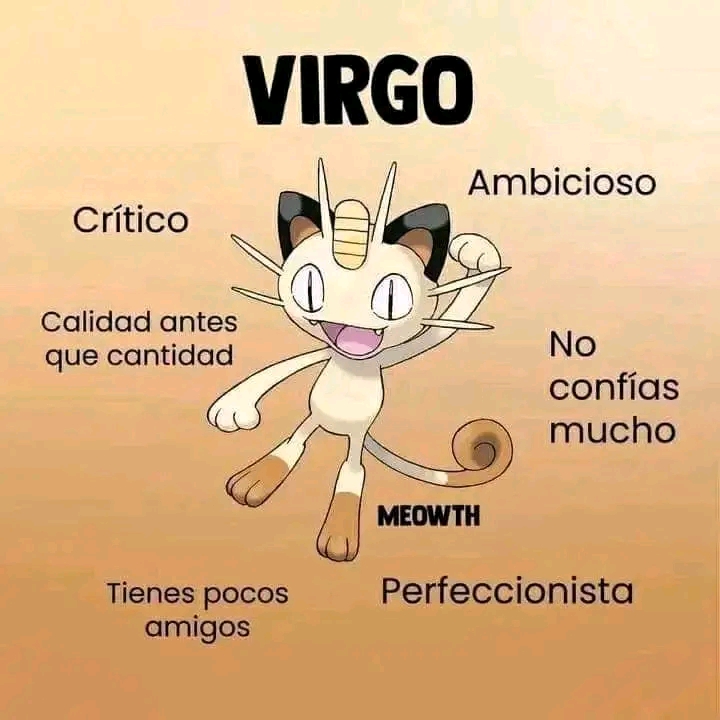 VIRGO
Ambicioso
Crítico
Calidad antes
que cantidad
No
confías
mucho
MEOWTH
Tienes pocos
amigos
Perfeccionista